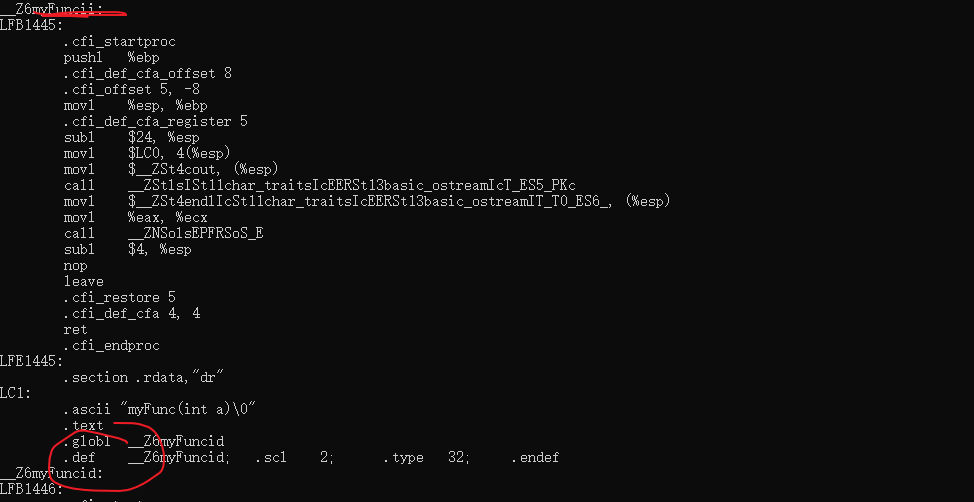 __Z6myFuncii:
LFB1445:
.cfi_startproc
pushl %ebp
.cfi_def_cfa_offset 8
.cfi_offset 5, -8
movl %esp, %ebp
.cfi_def_cfa_register 5
subl $24, %esp
movl $LC0, 4(%esp)
movl $__ZSt4cout, (%esp)
call __ZStlsISt11char_traitsIcEERSt13basic_ostreamIcT_ES5_PKc
movl $__ZSt4endlIcSt11char_traitsIcEERSt13basic_ostreamIT_T0_ES6_, (%esp)
movl %eax, %ecx
call __ZNSolsEPFRSoS_E
subl $4, %esp
nop
leave
.cfi_restore 5
.cfi_def_cfa 4, 4
ret
.cfi_endproc
LFE1445:
.section .rdata,"dr"
LC1:
.ascii "myFunc(int a)\0"
.text
.globl __Z6myFuncid
.def __Z6myFuncid; .scl 2; .type 32; .endef
__Z6myFuncid:
LFB1446: